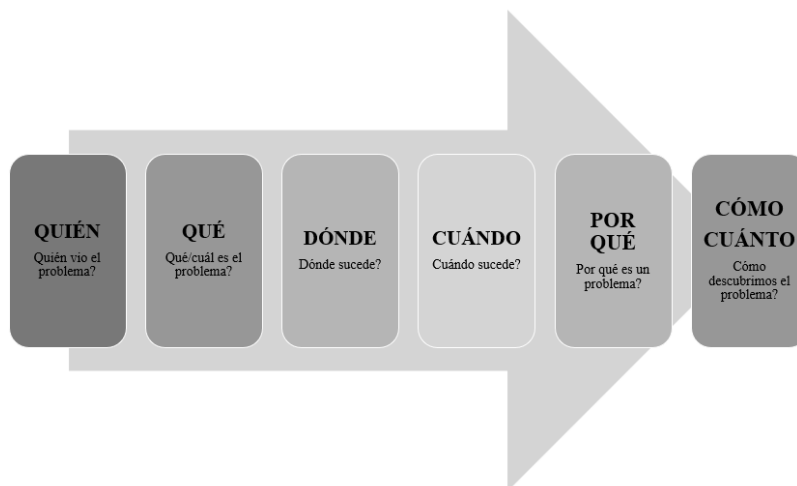 QUIÉN
Quién vío el
problema?
QUÉ
Qué/cuál es el
problema?
DÓNDE
Dónde sucede?
CUÁNDO
Cuándo sucede?
POR
QUÉ
Por qué es un
problema?
CÓMO
CUÁNTO
Cómo
descubrimos el
problema?